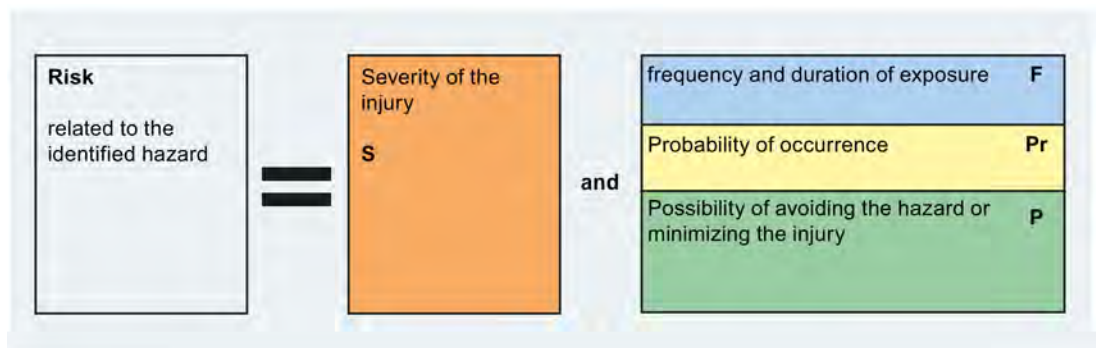 Risk
related to the
identified hazard
Severity of the
injury
S
and
frequency and duration of exposure F
Probability of occurrence Pr
Possibility of avoiding the hazard or
minimizing the injury P